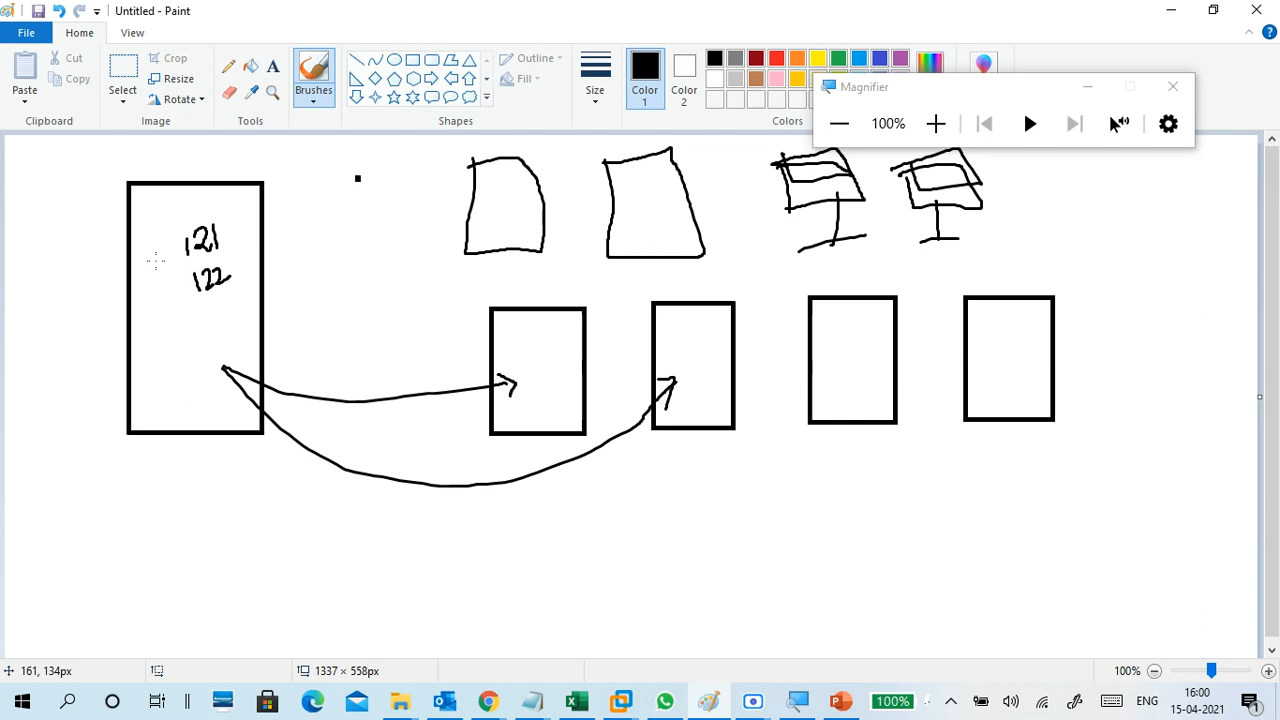 Untitled - Paint
File
Home
View
Paste
Cut
Copy
Clipboard
Select
Crop
Resize
Rotate
Image
A
Tools
Brushes
Shapes
Outline
Fill
Size
Color 1
Color 2
Colors
Magnifier
100%
121
122
161, 134px
1337 × 558px
100%
100%
ENG
16:00
15-04-2021
1